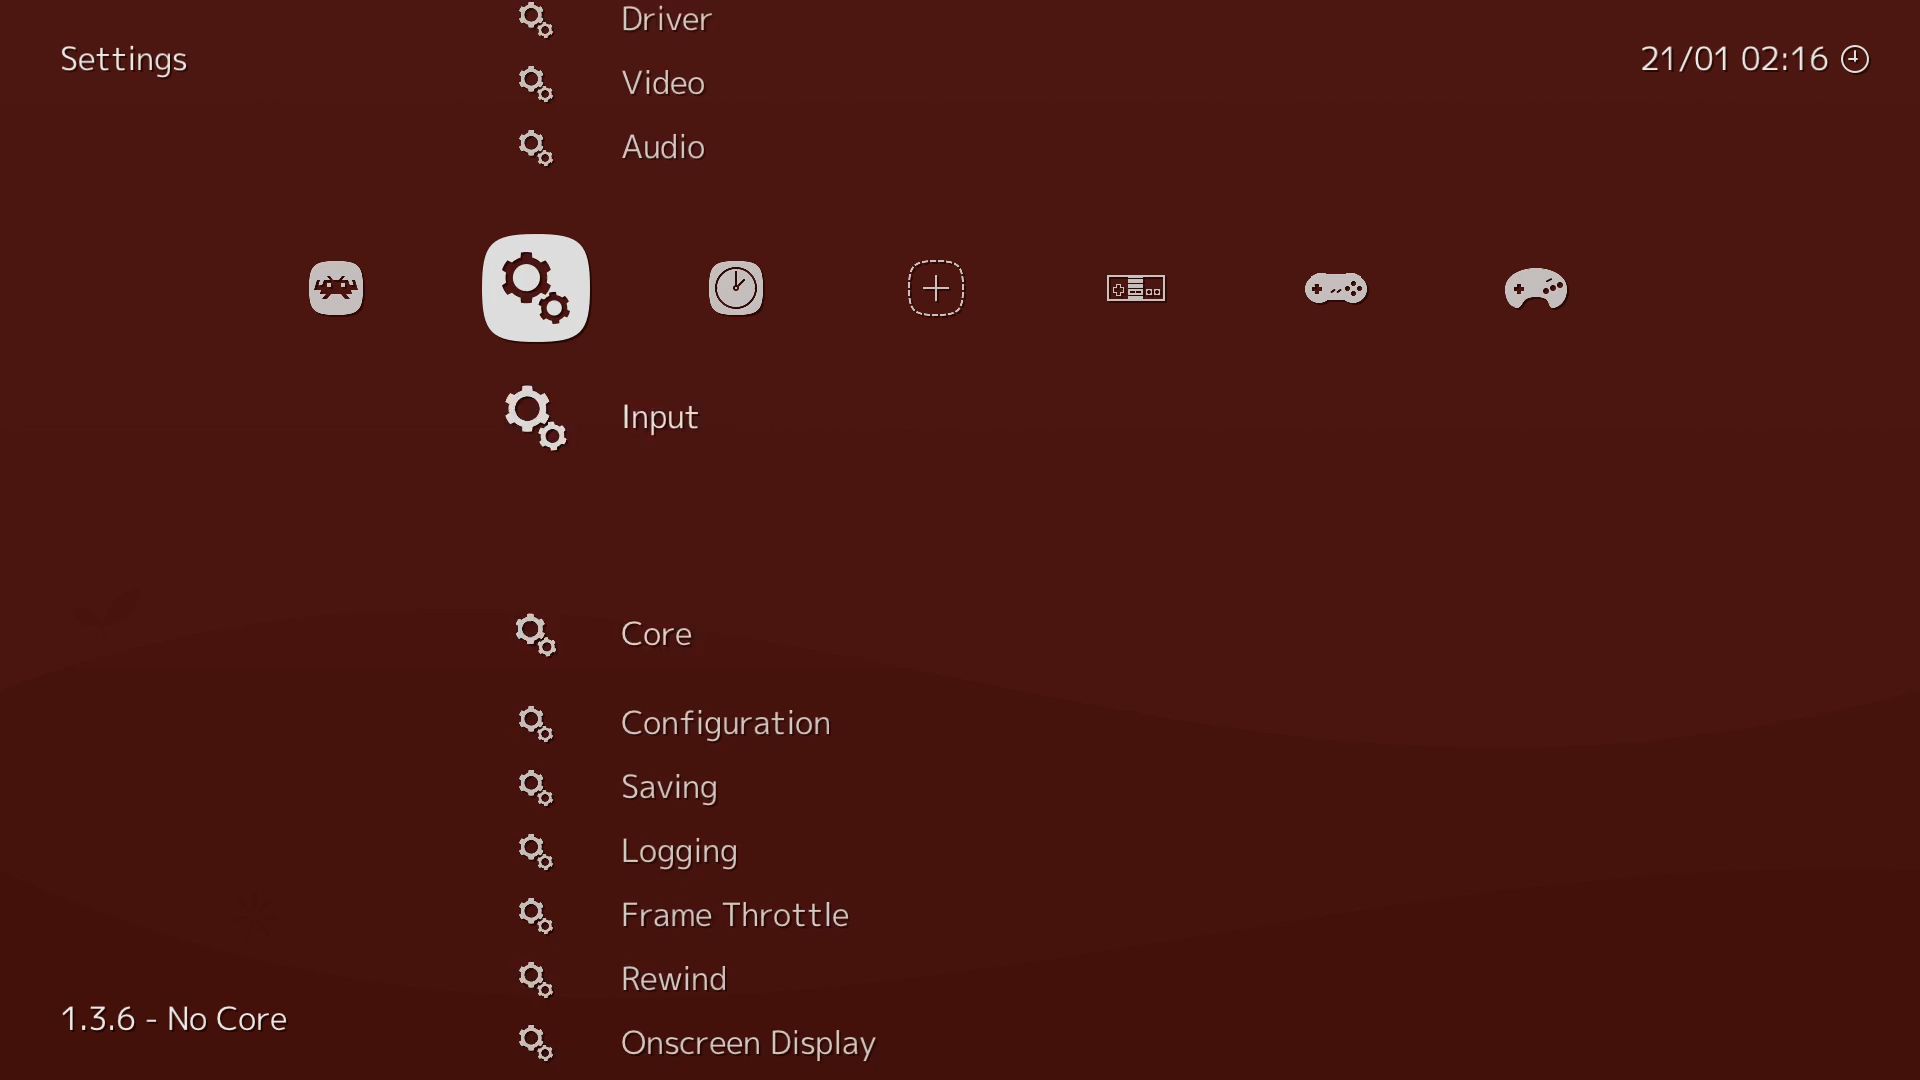 Driver
Settings
21/01 02:16
Video
Audio
Input
Core
Configuration
Saving
Logging
Frame Throttle
Rewind
1.3.6 - No Core
Onscreen Display